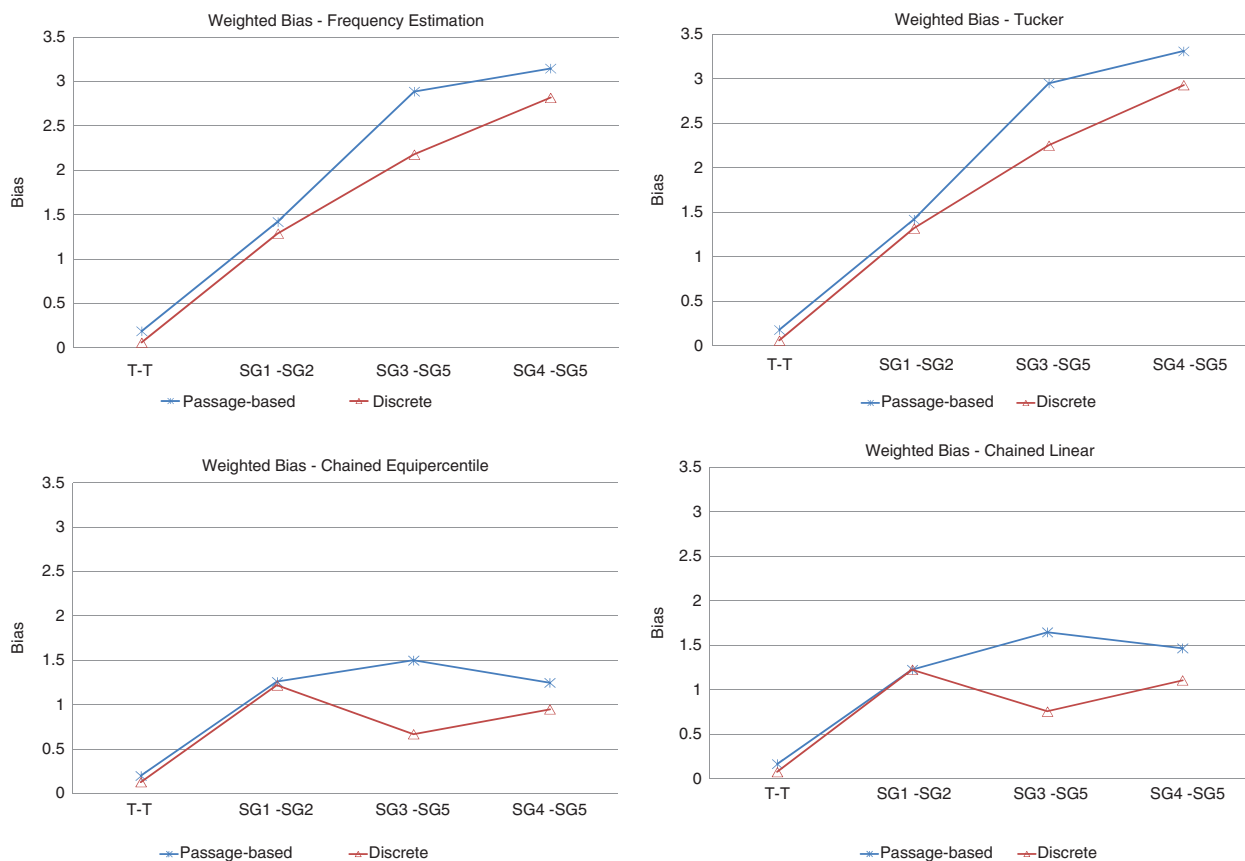 Weighted Bias - Frequency Estimation
3.5
3
2.5
2
1.5
1
0.5
0
Bias
T-T SG1 -SG2 SG3 -SG5 SG4 -SG5
Passage-based Discrete
Weighted Bias - Tucker
3.5
3
2.5
2
1.5
1
0.5
0
Bias
T-T SG1 -SG2 SG3 -SG5 SG4 -SG5
Passage-based Discrete
Weighted Bias - Chained Equipercentile
3.5
3
2.5
2
1.5
1
0.5
0
Bias
T-T SG1 -SG2 SG3 -SG5 SG4 -SG5
Passage-based Discrete
Weighted Bias - Chained Linear
3.5
3
2.5
2
1.5
1
0.5
0
Bias
T-T SG1 -SG2 SG3 -SG5 SG4 -SG5
Passage-based Discrete